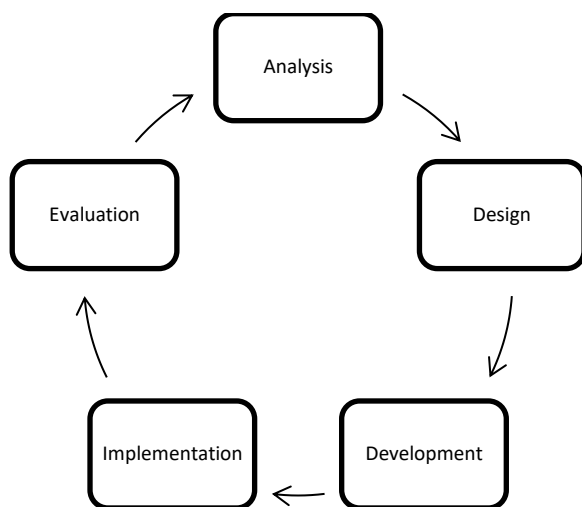 Analysis
Design
Development
Implementation
Evaluation